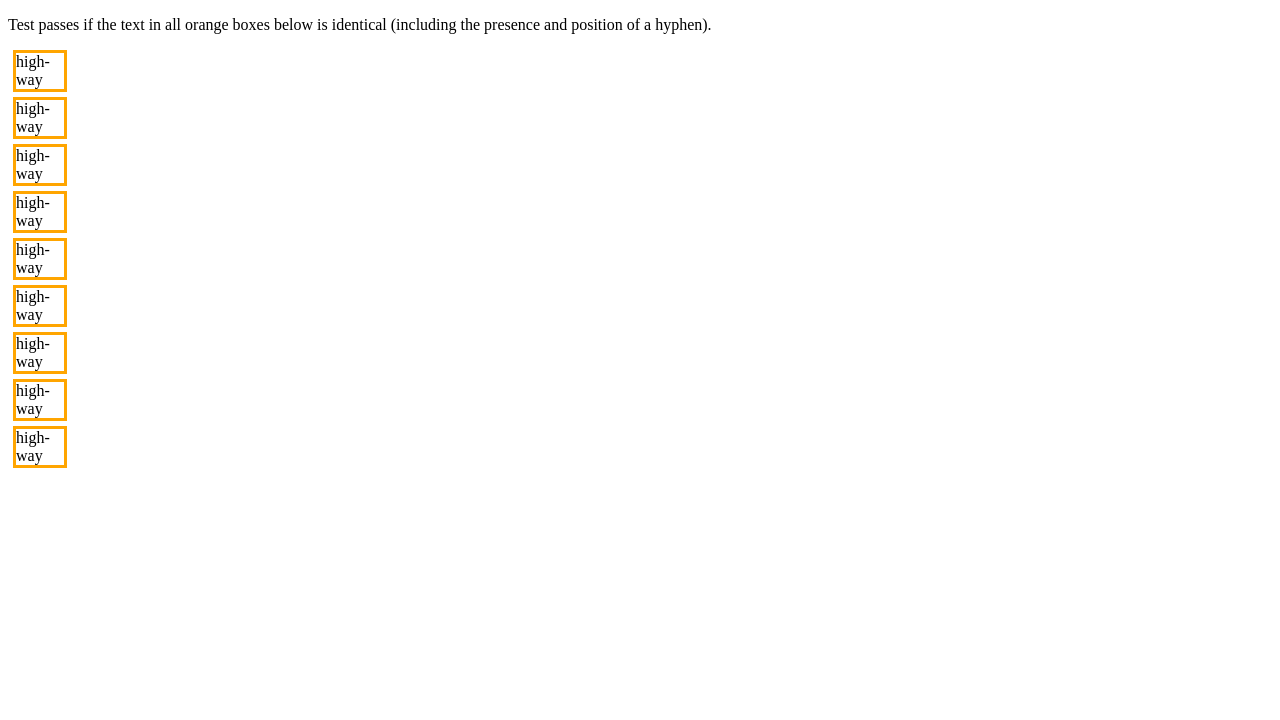 Test passes if the text in all orange boxes below is identical (including the presence and position of a hyphen).
high-
way
high-
way
high-
way
high-
way
high-
way
high-
way
high-
way
high-
way
high-
way